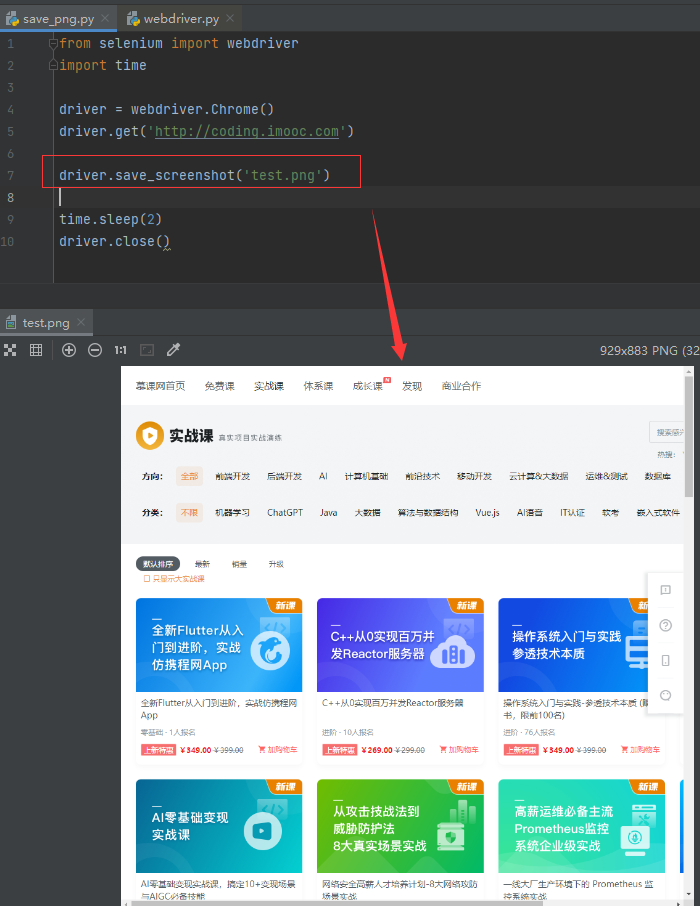 save_png.py
webdriver.py
1 from selenium import webdriver
2 import time
3
4 driver = webdriver.Chrome()
5 driver.get('http://coding.imooc.com')
6
7 driver.save_screenshot('test.png')
8
9 time.sleep(2)
10 driver.close()
test.png
1:1
929x883 PNG (32
慕课网首页 免费课 实战课 体系课 成长课 发现 商业合作
实战课 真实项目实战演练
搜索感
热搜：
方向： 全部 前端开发 后端开发 AI 计算机基础 前沿技术 移动开发 云计算&大数据 运维&测试 数据库
分类： 不限 机器学习 ChatGPT Java 大数据 算法与数据结构 Vue.js AI语音 IT认证 软考 嵌入式软件
默认排序 最新 销量 升级
只显示大实战课
新课 新课 新课
全新Flutter从入
门到进阶，实战
仿携程网App
C++从0实现百万并
发Reactor服务器
操作系统入门与实践
参透技术本质
全新Flutter从入门到进阶，实战仿携程网
App
零基础 · 1人报名
上新特惠 ￥349.00 ￥399.00 加购物车
C++从0实现百万并发Reactor服务器
进阶 · 10人报名
上新特惠 ￥269.00 ￥299.00 加购物车
操作系统入门与实践-参透技术本质 (
书，限前100名)
进阶 · 76人报名
上新特惠 ￥349.00 ￥399.00 加购物车
新课 新课 新课
AI零基础变现
实战课
从攻击技战法到
威胁防护法
8大真实场景实战
高薪运维必备主流
Prometheus监控
系统企业级实战
AI零基础变现实战课，搞定10+变现场景
与AIGC必备技能
网络安全高薪人才培养计划-8大网络攻防
场景实战
一线大厂生产环境下的 Prometheus 监
控系统实战